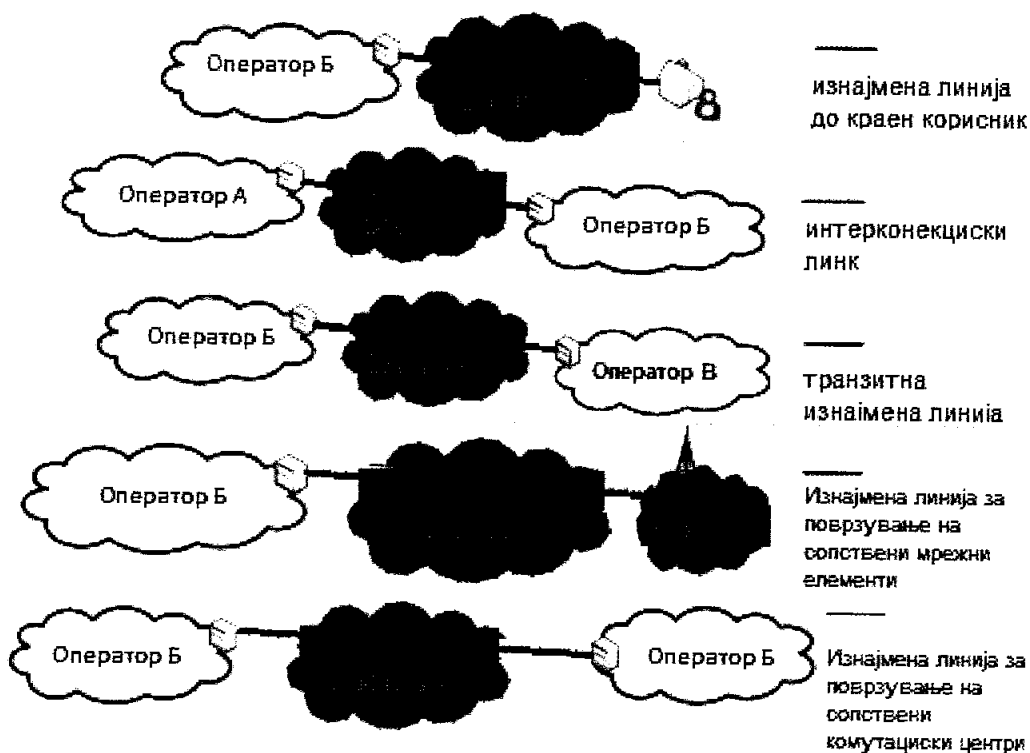 Оператор Б
8
изнајмена линија
до краен корисник
Оператор А
Оператор Б
интерконекциски
линк
Оператор Б
Оператор В
транзитна
изнајмена линија
Оператор Б
Изнајмена линија за
поврзување на
сопствени мрежни
елементи
Оператор Б
Оператор Б
Изнајмена линија за
поврзување на
сопствени
комутациски центри